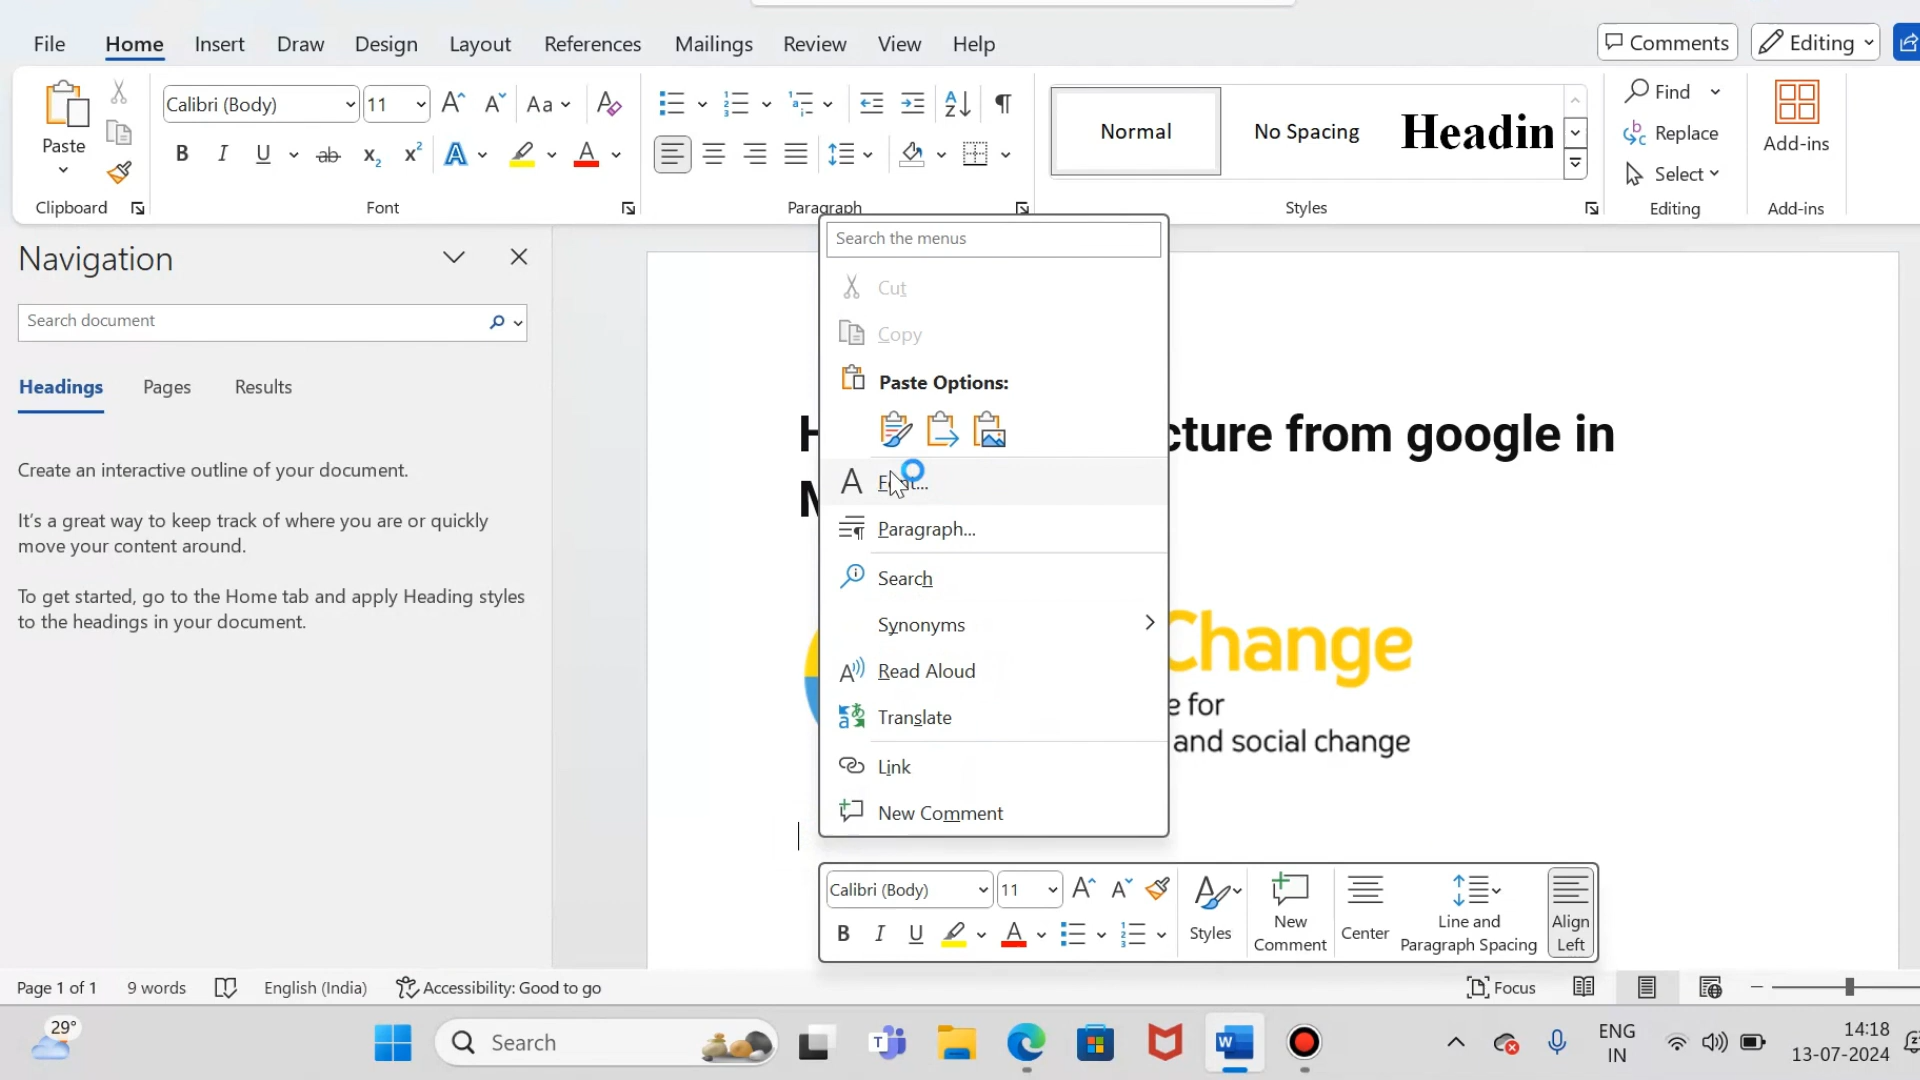 File Home Insert Draw Design Layout References Mailings Review View Help Comments Editing
Paste
Clipboard
Calibri (Body) 11 Aa
B I U ab x2 x2 A A
Font
Paragraph
Normal No Spacing Headin
Styles
Find
Replace
Select
Editing
Add-ins
Add-ins
Navigation
Search document
Headings Pages Results
Create an interactive outline of your document.
It's a great way to keep track of where you are or quickly
move your content around.
To get started, go to the Home tab and apply Heading styles
to the headings in your document.
Search the menus
Cut
Copy
Paste Options:
Font...
Paragraph...
Search
Synonyms
Read Aloud
Translate
Link
New Comment
cture from google in
Change
e for
and social change
Calibri (Body) 11
B I U A
Styles
New
Comment
Center
Line and
Paragraph Spacing
Align
Left
Page 1 of 1 9 words English (India) Accessibility: Good to go Focus
29°
Search
ENG
IN
14:18
13-07-2024